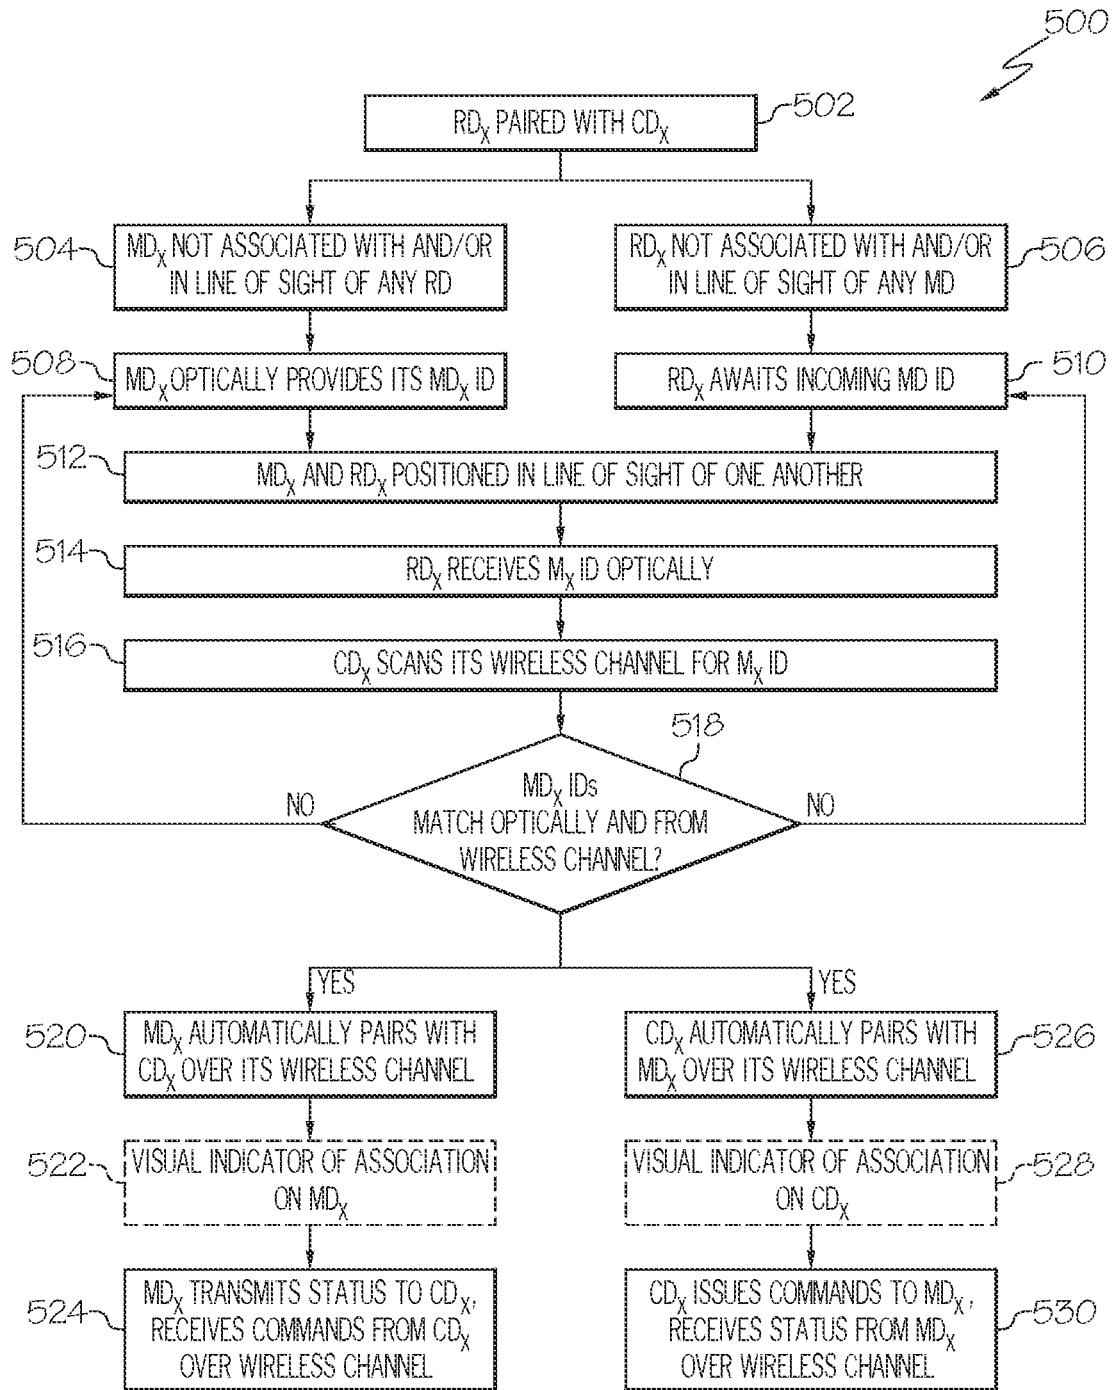 500
502
RDX PAIRED WITH CDX
504
MDX NOT ASSOCIATED WITH AND/OR
IN LINE OF SIGHT OF ANY RD
RDX NOT ASSOCIATED WITH AND/OR
IN LINE OF SIGHT OF ANY MD
506
508
MDX OPTICALLY PROVIDES ITS MDX ID
RDX AWAITS INCOMING MD ID
510
512
MDX AND RDX POSITIONED IN LINE OF SIGHT OF ONE ANOTHER
514
RDX RECEIVES MX ID OPTICALLY
516
CDX SCANS ITS WIRELESS CHANNEL FOR MX ID
518
MDX IDs
MATCH OPTICALLY AND FROM
WIRELESS CHANNEL?
NO
NO
YES
YES
520
MDX AUTOMATICALLY PAIRS WITH
CDX OVER ITS WIRELESS CHANNEL
CDX AUTOMATICALLY PAIRS WITH
MDX OVER ITS WIRELESS CHANNEL
526
522
VISUAL INDICATOR OF ASSOCIATION
ON MDX
VISUAL INDICATOR OF ASSOCIATION
ON CDX
528
524
MDX TRANSMITS STATUS TO CDX,
RECEIVES COMMANDS FROM CDX
OVER WIRELESS CHANNEL
CDX ISSUES COMMANDS TO MDX,
RECEIVES STATUS FROM MDX
OVER WIRELESS CHANNEL
530